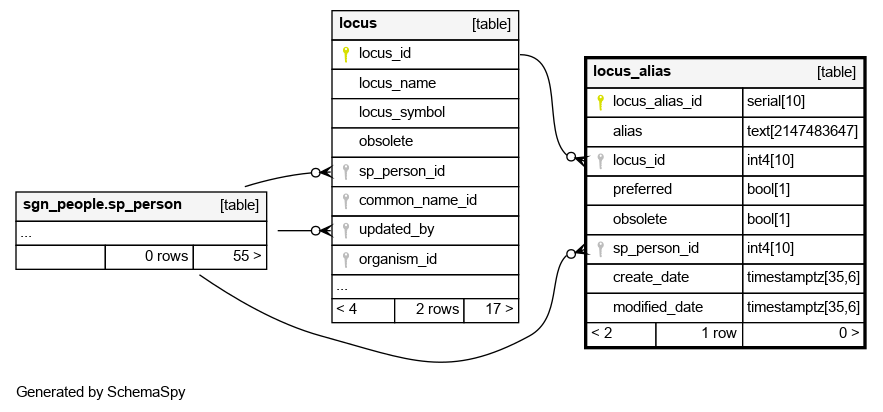 locus [table]
locus_id
locus_name
locus_symbol
obsolete
sp_person_id
common_name_id
updated_by
organism_id
...
< 4 2 rows 17 >
locus_alias [table]
locus_alias_id serial[10]
alias text[2147483647]
locus_id int4[10]
preferred bool[1]
obsolete bool[1]
sp_person_id int4[10]
create_date timestamptz[35,6]
modified_date timestamptz[35,6]
< 2 1 row 0 >
sgn_people.sp_person [table]
...
0 rows 55 >
Generated by SchemaSpy